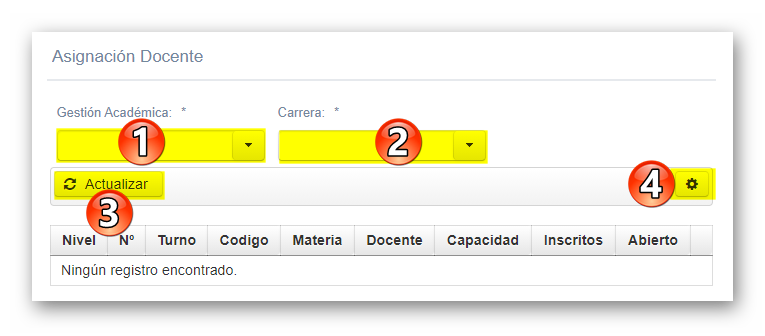 Asignación Docente
Gestión Académica: * Carrera: *
1 2
Actualizar 4
3
Nivel Nº Turno Codigo Materia Docente Capacidad Inscritos Abierto
Ningún registro encontrado.